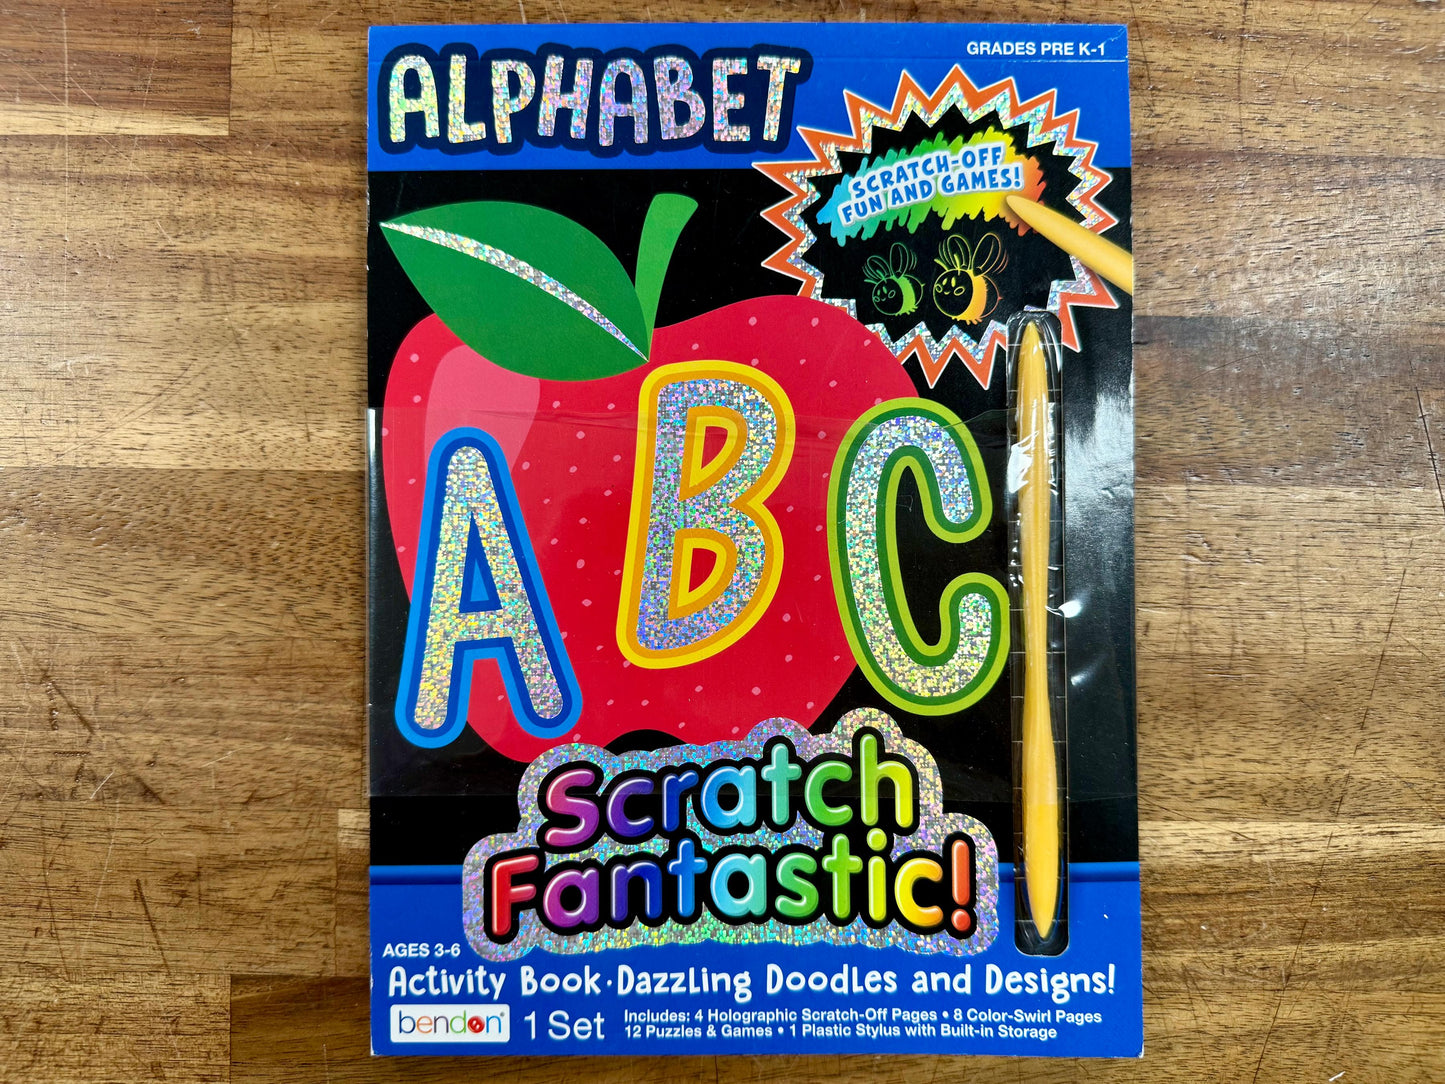 ALPHABET
GRADES PRE K-1
SCRATCH-OFF
FUN AND GAMES!
A B C
Scratch
Fantastic!
AGES 3-6
Activity Book • Dazzling Doodles and Designs!
bendon®
1 Set
Includes: 4 Holographic Scratch-Off Pages • 8 Color-Swirl Pages
12 Puzzles & Games • 1 Plastic Stylus with Built-in Storage